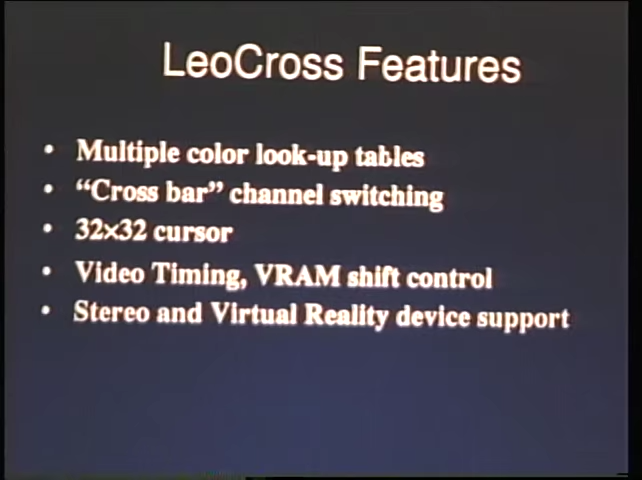 LeoCross Features
• Multiple color look-up tables
• “Cross bar” channel switching
• 32×32 cursor
• Video Timing, VRAM shift control
• Stereo and Virtual Reality device support